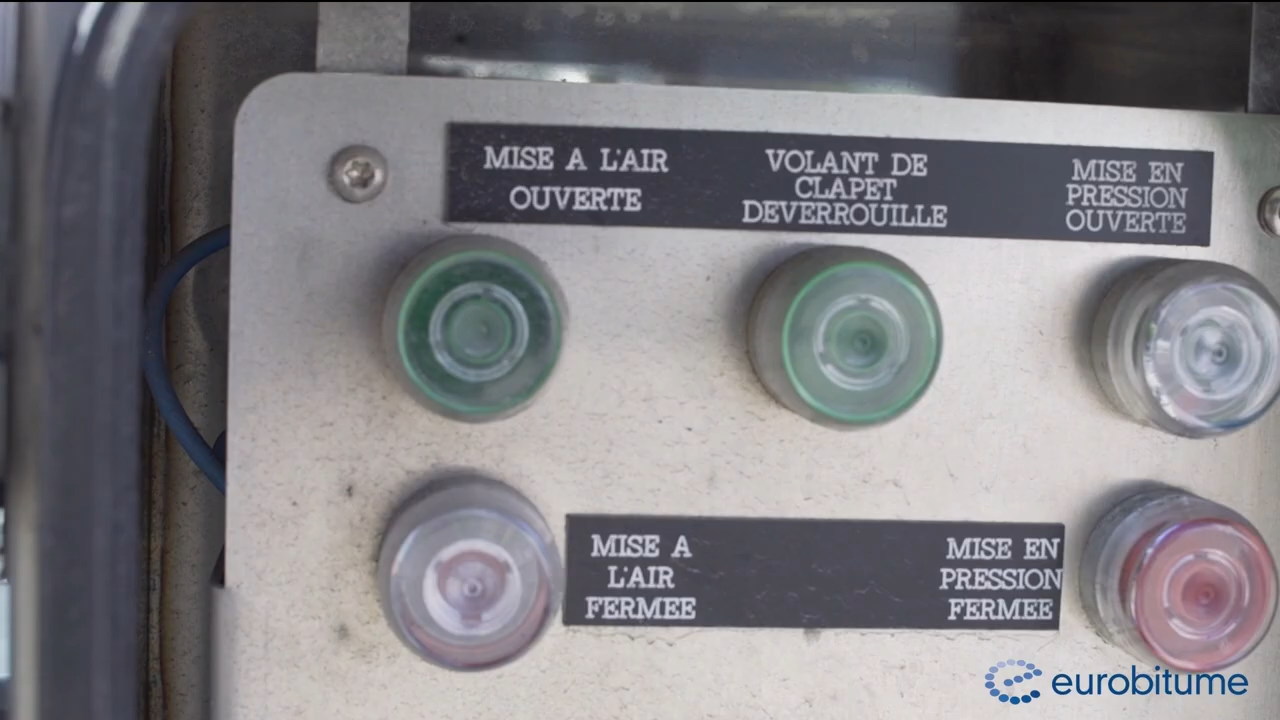 MISE A L'AIR
OUVERTE
VOLANT DE
CLAPET
DEVERROUILLE
MISE EN
PRESSION
OUVERTE
MISE A
L'AIR
FERMEE
MISE EN
PRESSION
FERMEE
eurobitume